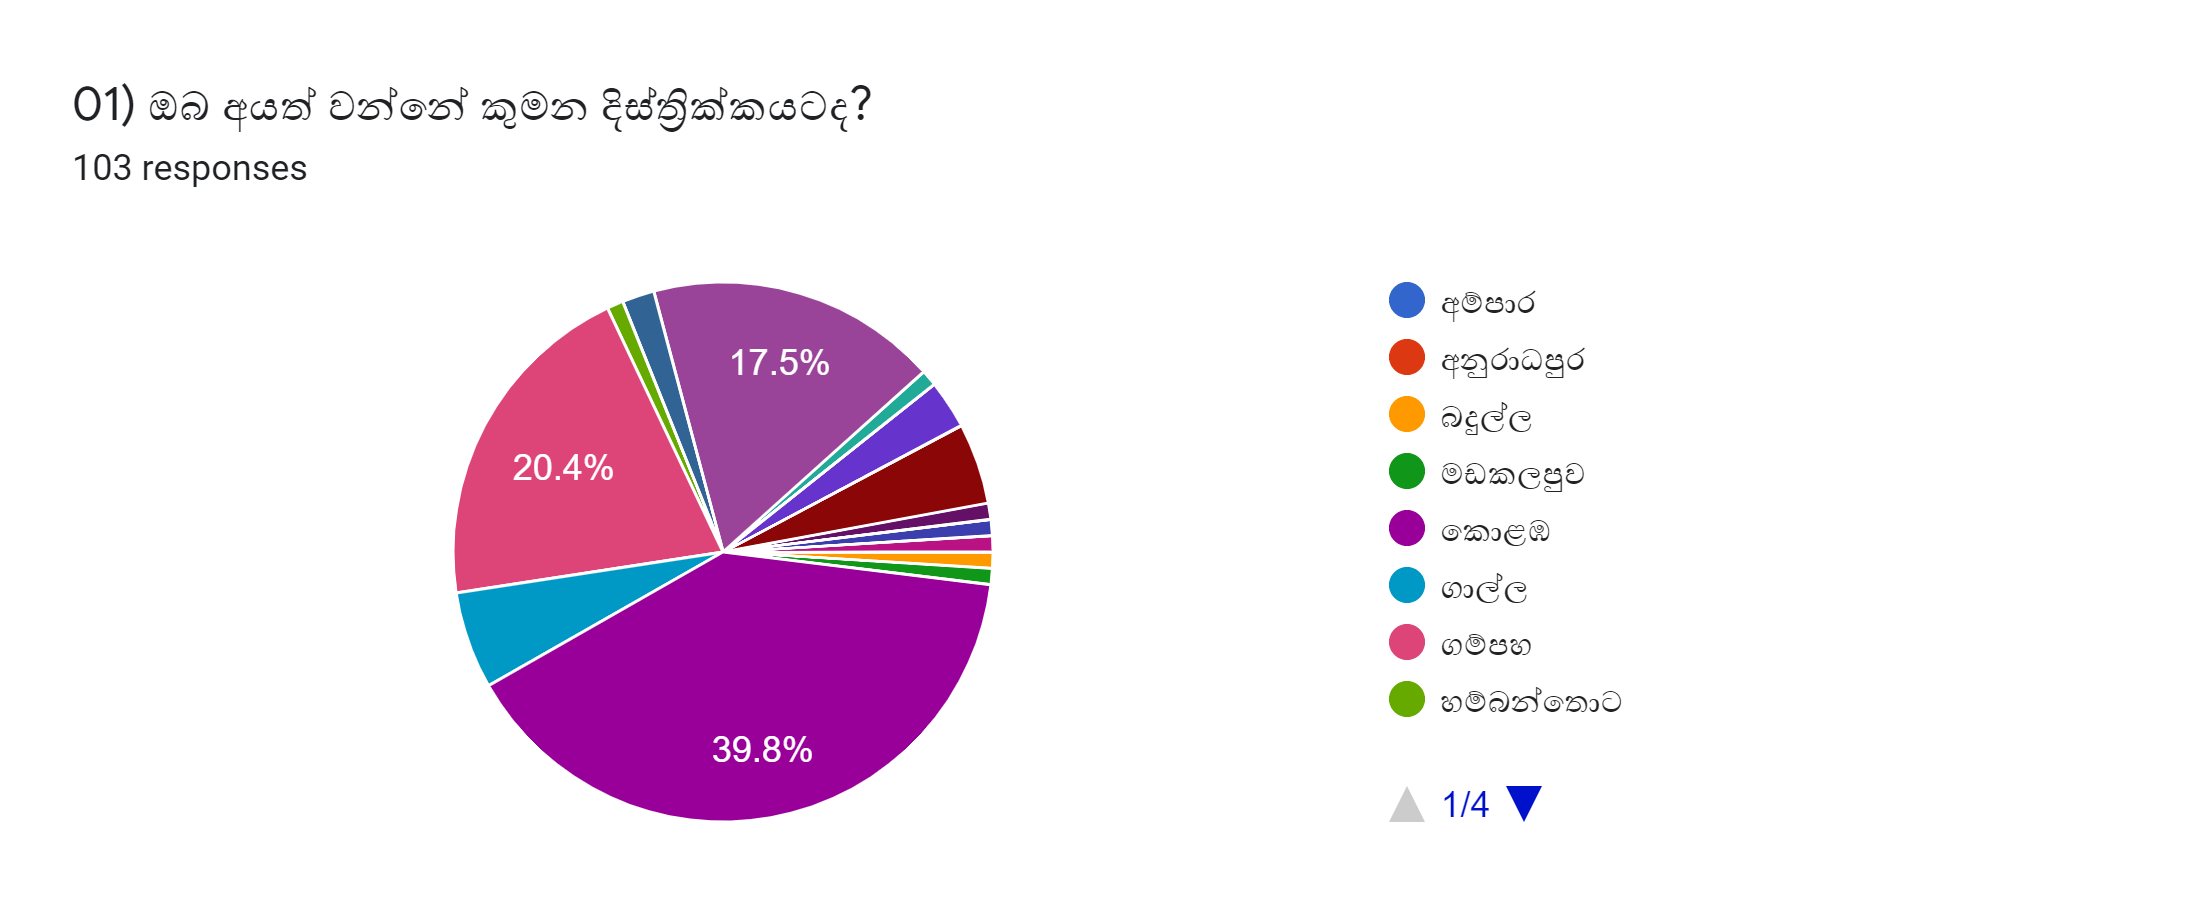 01) ඔබ අයත් වන්නේ කුමන දිස්ත්‍රික්කයටද?
103 responses
17.5%
20.4%
39.8%
අම්පාර
අනුරාධපුර
බදුල්ල
මඩකලපුව
කොළඹ
ගාල්ල
ගම්පහ
හම්බන්තොට
1/4